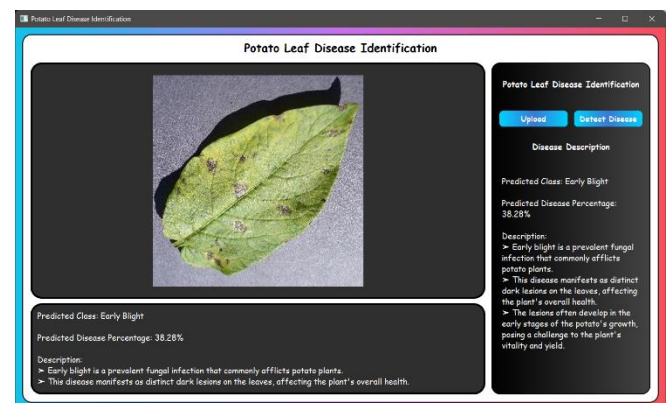 Potato Leaf Disease Identification
Potato Leaf Disease Identification
Predicted Class: Early Blight
Predicted Disease Percentage: 38.28%
Description:
➢ Early blight is a prevalent fungal infection that commonly afflicts potato plants.
➢ This disease manifests as distinct dark lesions on the leaves, affecting the plant's overall health.
Potato Leaf Disease Identification
Upload
Detect Disease
Disease Description
Predicted Class: Early Blight
Predicted Disease Percentage:
38.28%
Description:
➢ Early blight is a prevalent fungal
infection that commonly afflicts
potato plants.
➢ This disease manifests as distinct
dark lesions on the leaves, affecting
the plant's overall health.
➢ The lesions often develop in the
early stages of the potato's growth,
posing a challenge to the plant's
vitality and yield.